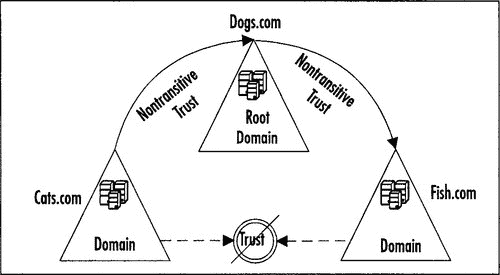 Dogs.com
Nontransitive
Trust
Nontransitive
Trust
Root
Domain
Cats.com
Fish.com
Domain
Trust
Domain